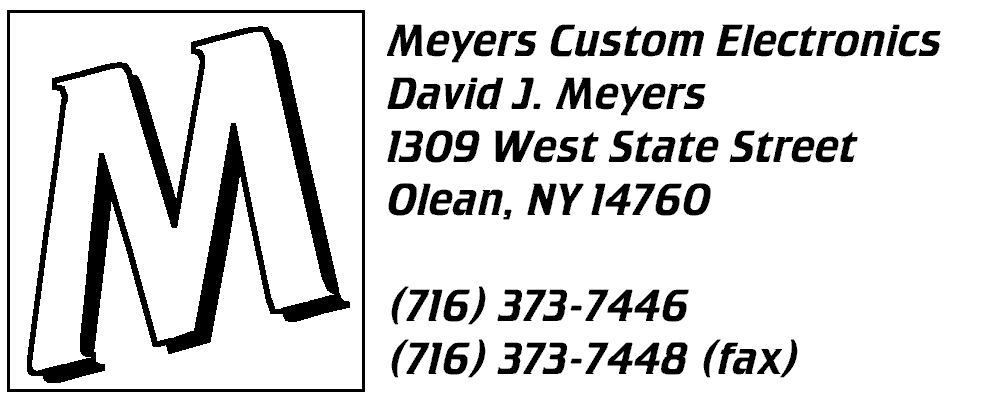 M
Meyers Custom Electronics
David J. Meyers
1309 West State Street
Olean, NY 14760
(716) 373-7446
(716) 373-7448 (fax)